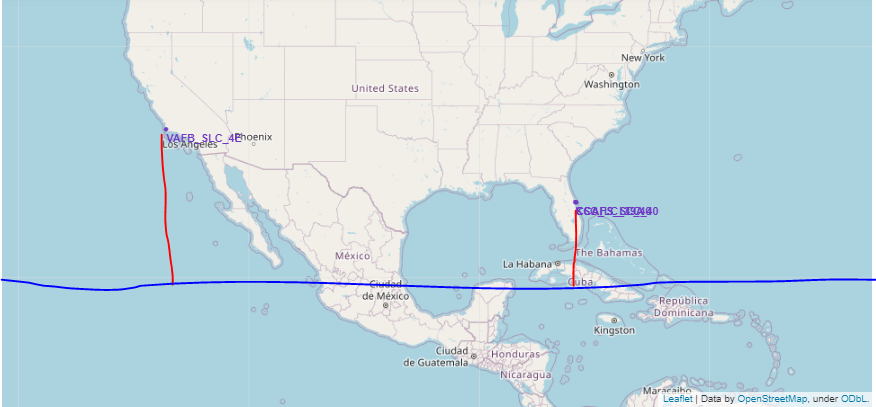 New York
Washington
United States
VAFB_SLC_4E
Phoenix
Los Angeles
The Bahamas
La Habana
México
Cuba
Ciudad
de México
República
Dominicana
Kingston
Ciudad
de Guatemala
Honduras
Nicaragua
Maracaibo
Leaflet | Data by OpenStreetMap, under ODbL.